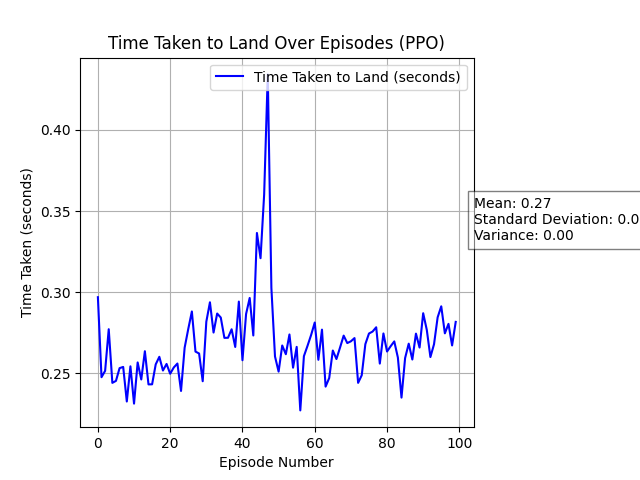 Time Taken to Land Over Episodes (PPO)
Time Taken to Land (seconds)
Time Taken (seconds)
0.40
0.35
0.30
0.25
Mean: 0.27
Standard Deviation: 0.0
Variance: 0.00
0 20 40 60 80 100
Episode Number